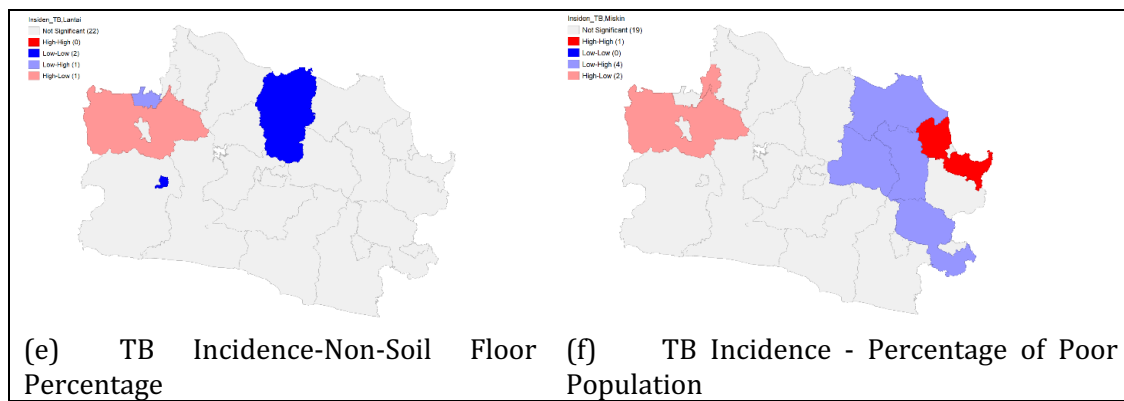 Insiden_TB,Lantai
Not Significant (22)
High-High (0)
Low-Low (2)
Low-High (1)
High-Low (1)
Insiden_TB,Miskin
Not Significant (19)
High-High (1)
Low-Low (0)
Low-High (4)
High-Low (2)
(e) TB Incidence-Non-Soil Floor
Percentage
(f) TB Incidence - Percentage of Poor
Population